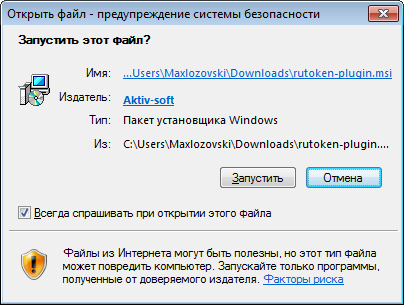 Открыть файл - предупреждение системы безопасности
Запустить этот файл?
Имя: ...Users\Maxlozovski\Downloads\rutoken-plugin.msi
Издатель: Aktiv-soft
Тип: Пакет установщика Windows
Из: C:\Users\Maxlozovski\Downloads\rutoken-plugin....
Запустить Отмена
Всегда спрашивать при открытии этого файла
Файлы из Интернета могут быть полезны, но этот тип файла
может повредить компьютер. Запускайте только программы,
полученные от доверяемого издателя. Факторы риска